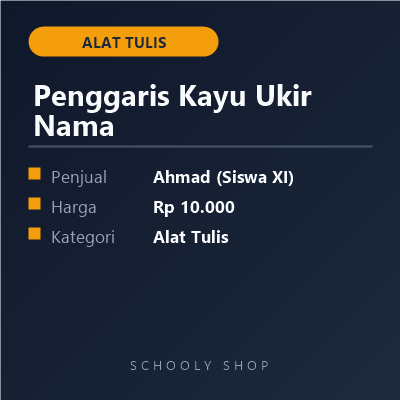 ALAT TULIS
Penggaris Kayu Ukir
Nama
Penjual Ahmad (Siswa XI)
Harga Rp 10.000
Kategori Alat Tulis
SCHOOLY SHOP